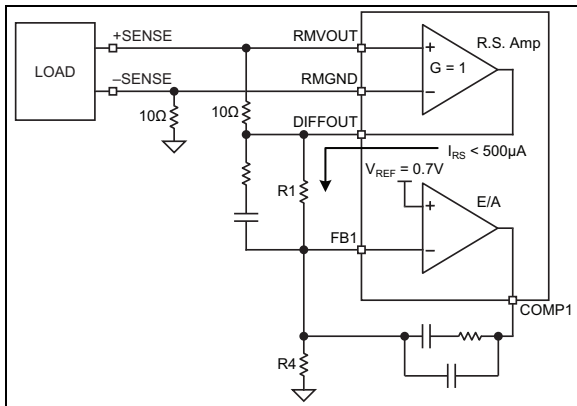 +SENSE
RMVOUT
+
R.S. Amp
LOAD
G = 1
–SENSE
RMGND
–
10Ω
10Ω
DIFFOUT
I_RS < 500µA
V_REF = 0.7V
R1
E/A
+
FB1
–
COMP1
R4